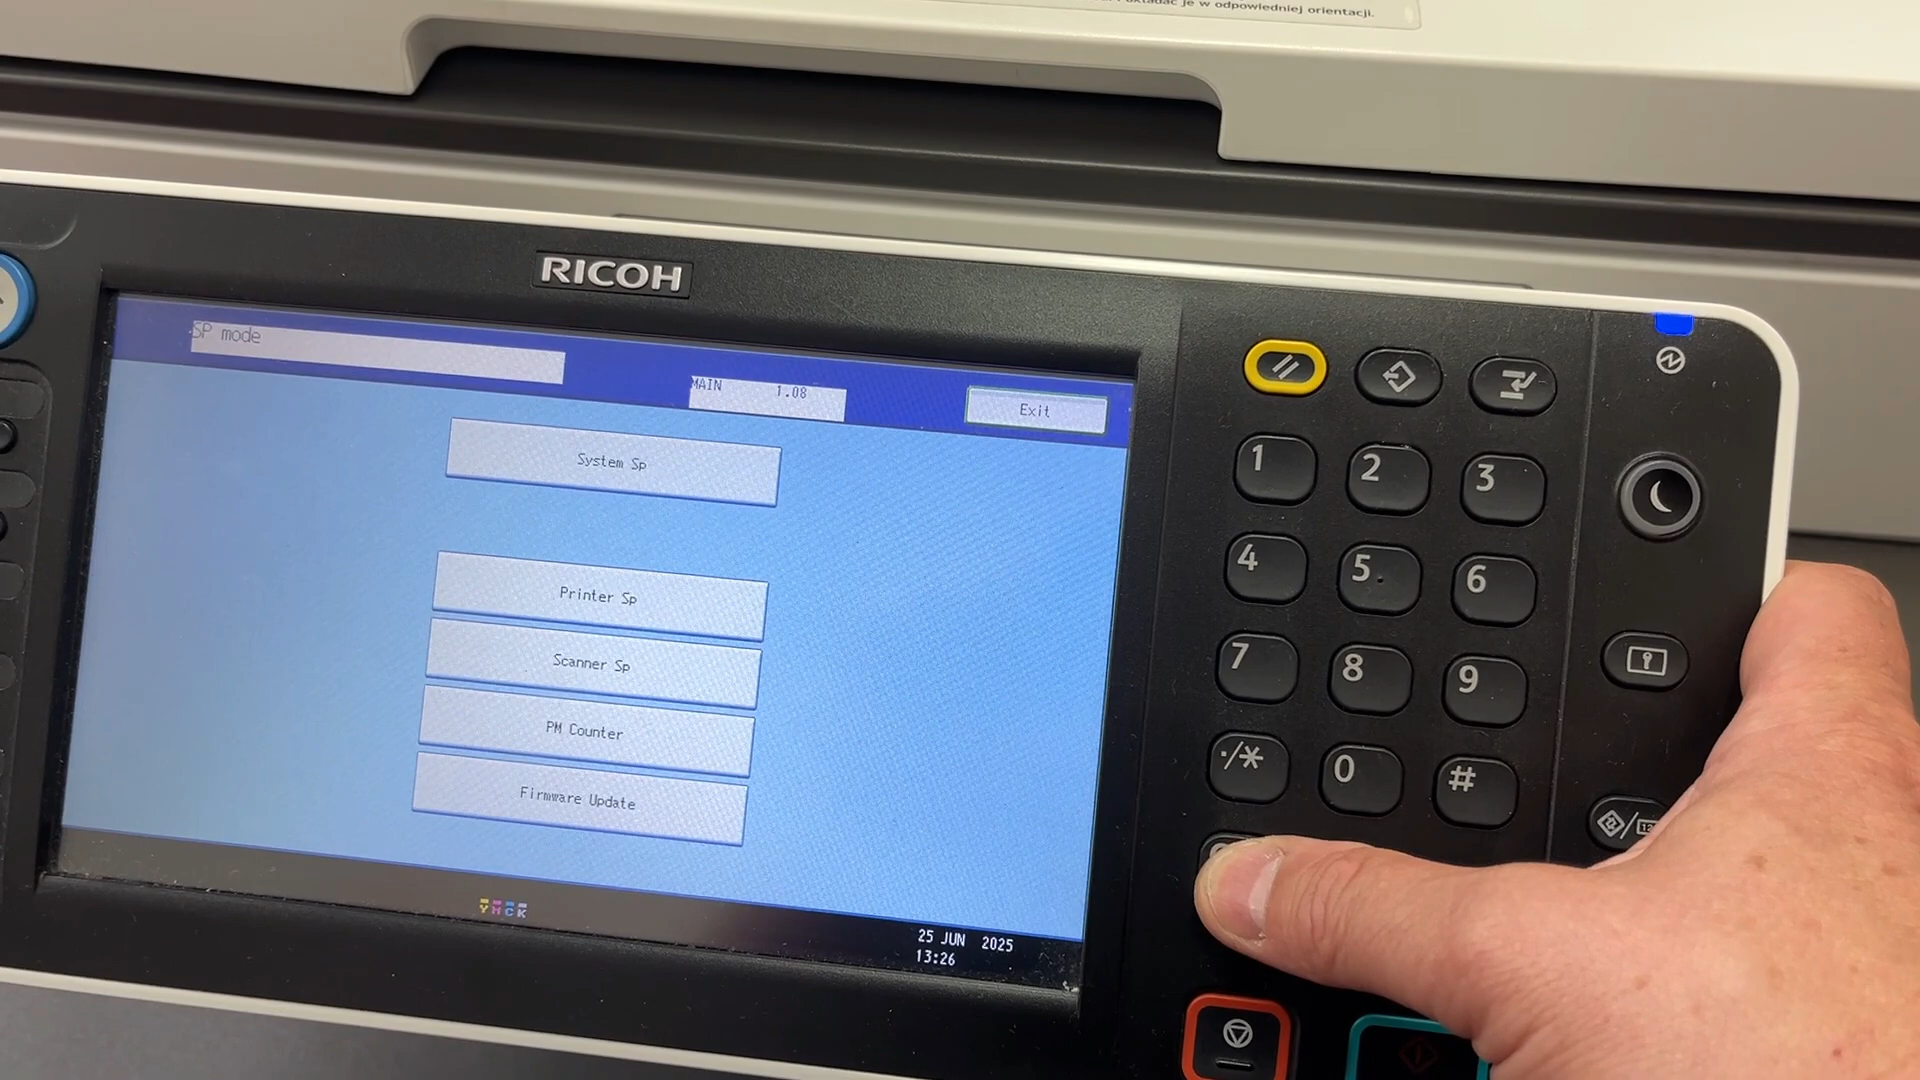 układać je w odpowiedniej orientacji.
RICOH
SP mode
MAIN 1.08
Exit
System Sp
Printer Sp
Scanner Sp
PM Counter
Firmware Update
YMCK
25 JUN 2025
13:26
1
2
3
4
5
6
7
8
9
./*
0
#